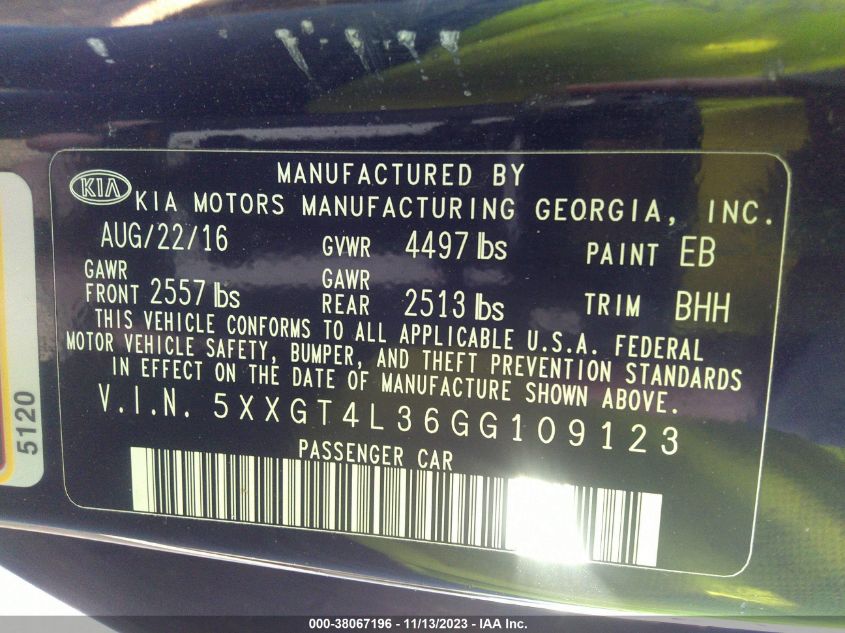 MANUFACTURED BY
KIA KIA MOTORS MANUFACTURING GEORGIA, INC.
AUG/22/16 GVWR 4497 lbs PAINT EB
GAWR GAWR
FRONT 2557 lbs REAR 2513 lbs TRIM BHH
THIS VEHICLE CONFORMS TO ALL APPLICABLE U.S.A. FEDERAL
MOTOR VEHICLE SAFETY, BUMPER, AND THEFT PREVENTION STANDARDS
IN EFFECT ON THE DATE OF MANUFACTURE SHOWN ABOVE.
V.I.N. 5XXGT4L36GG109123
PASSENGER CAR
5120
000-38067196 - 11/13/2023 - IAA Inc.